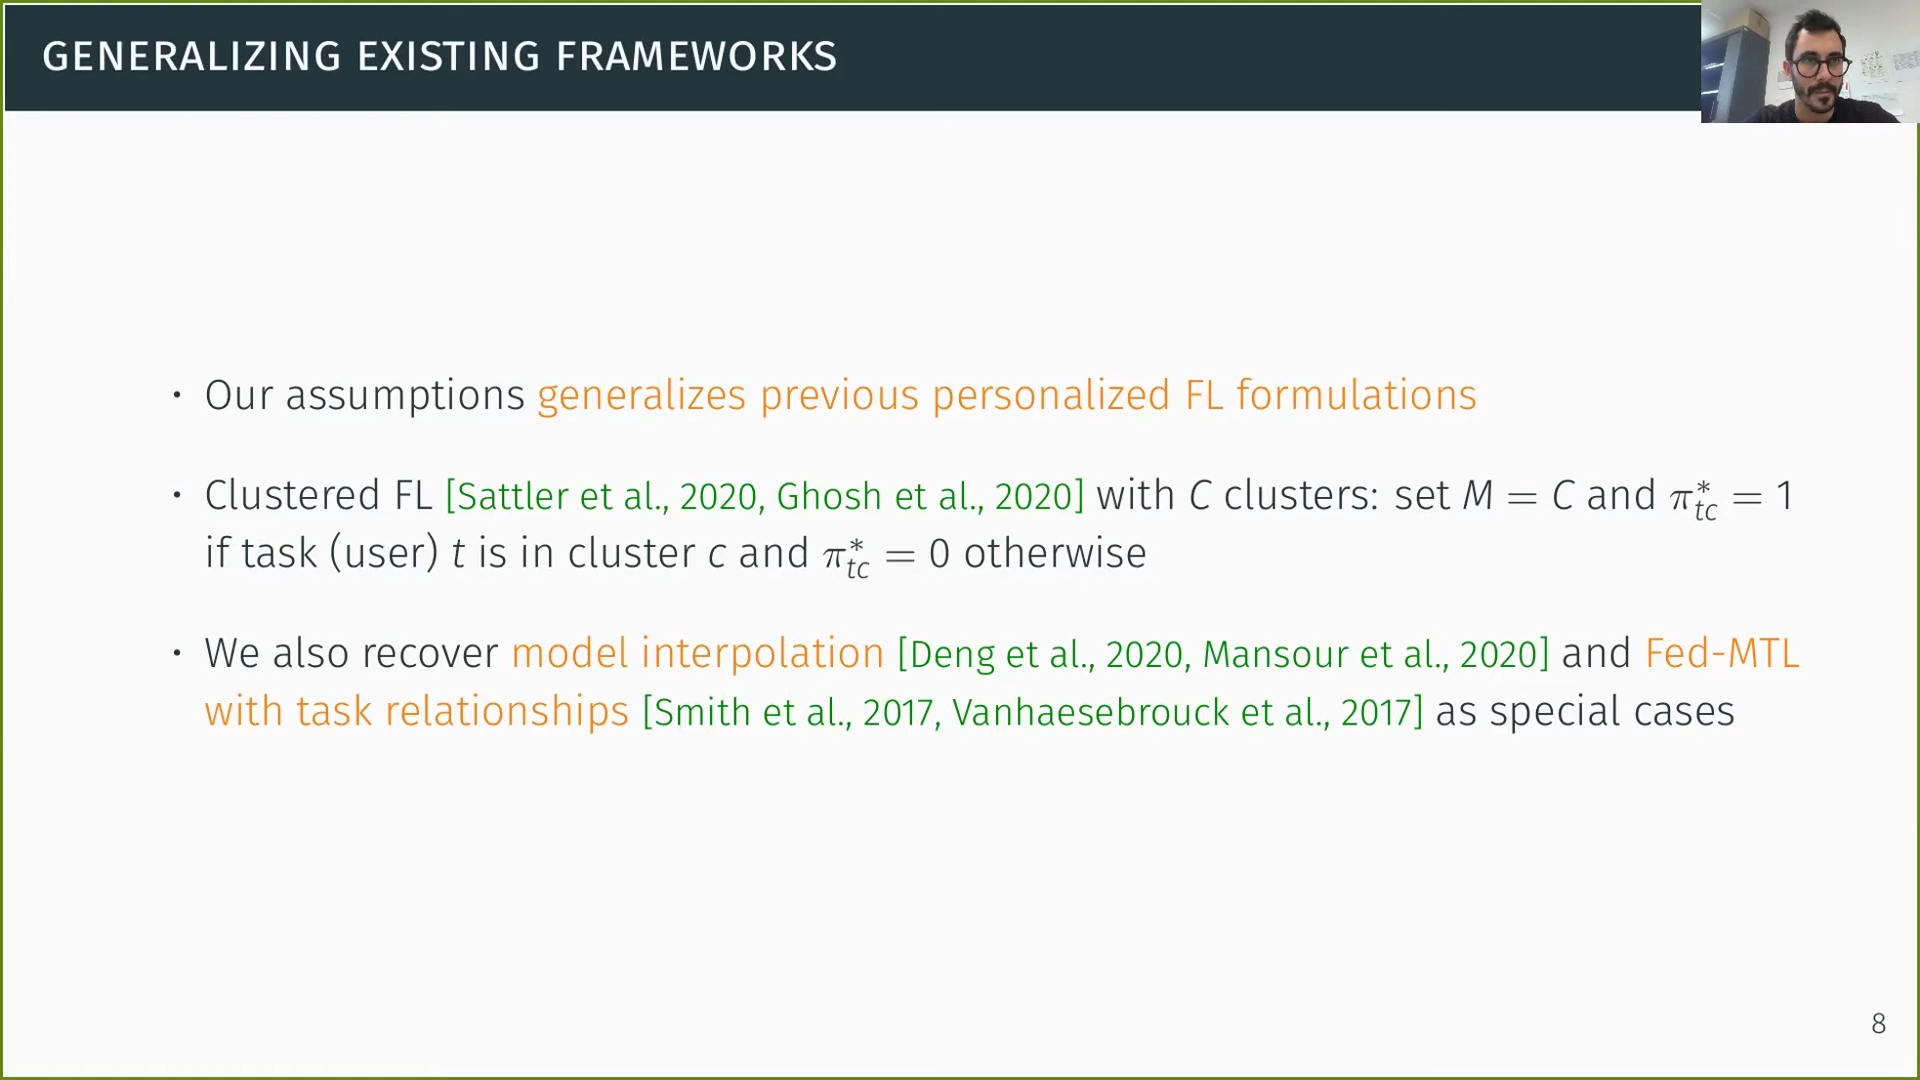 GENERALIZING EXISTING FRAMEWORKS
· Our assumptions generalizes previous personalized FL formulations
· Clustered FL [Sattler et al., 2020, Ghosh et al., 2020] with C clusters: set M = C and π*tc = 1
if task (user) t is in cluster c and π*tc = 0 otherwise
· We also recover model interpolation [Deng et al., 2020, Mansour et al., 2020] and Fed-MTL
with task relationships [Smith et al., 2017, Vanhaesebrouck et al., 2017] as special cases
8